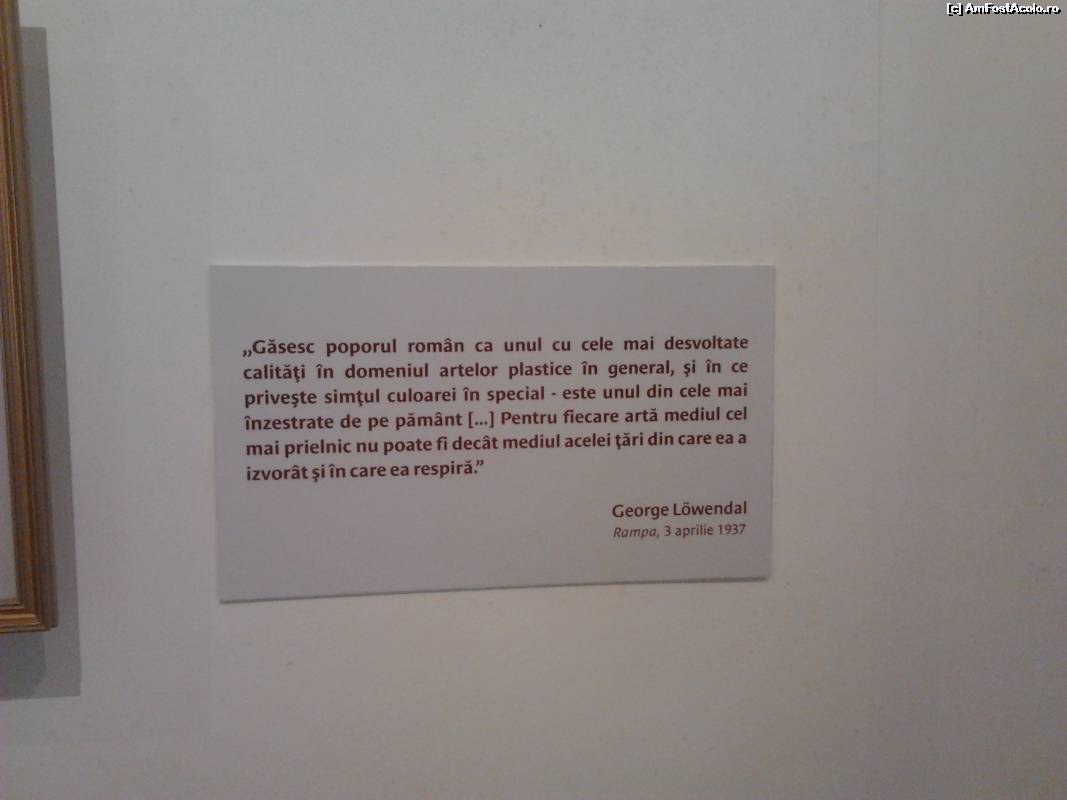 [c] AmFostAcolo.ro
„Găsesc poporul român ca unul cu cele mai desvoltate
calităţi în domeniul artelor plastice în general, şi în ce
priveşte simţul culoarei în special - este unul din cele mai
înzestrate de pe pământ [...] Pentru fiecare artă mediul cel
mai prielnic nu poate fi decât mediul acelei ţări din care ea a
izvorât şi în care ea respiră.”
George Löwendal
Rampa, 3 aprilie 1937